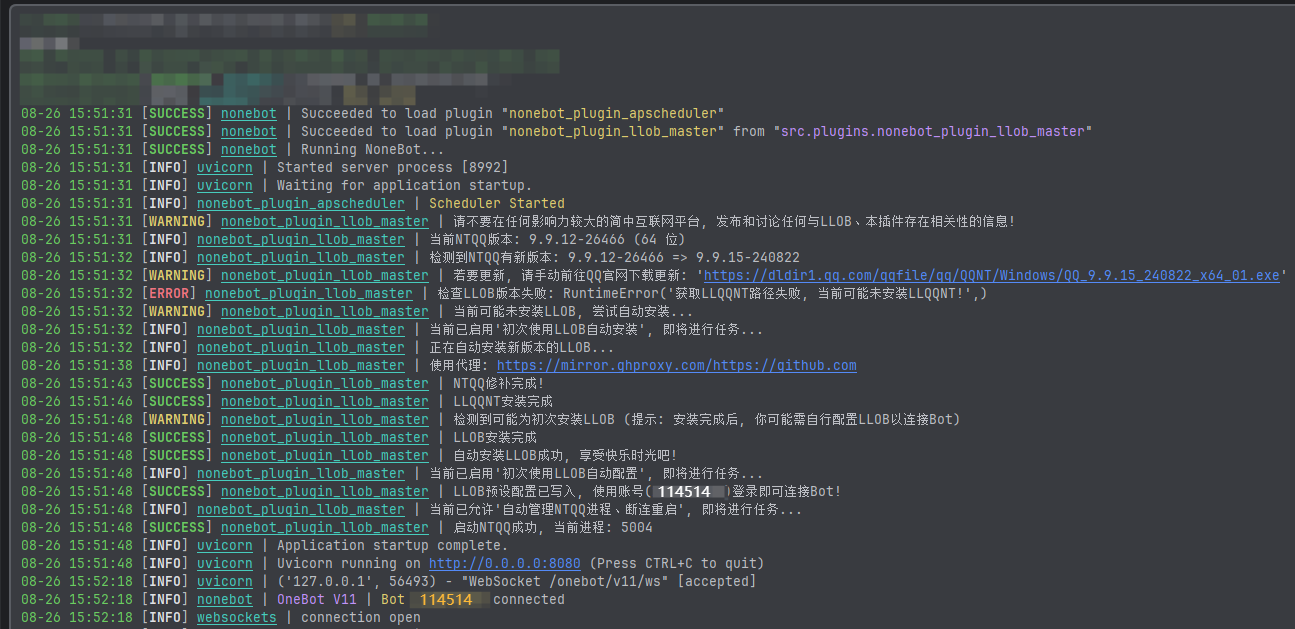 08-26 15:51:31 [SUCCESS] nonebot | Succeeded to load plugin "nonebot_plugin_apscheduler"
08-26 15:51:31 [SUCCESS] nonebot | Succeeded to load plugin "nonebot_plugin_llob_master" from "src.plugins.nonebot_plugin_llob_master"
08-26 15:51:31 [SUCCESS] nonebot | Running NoneBot...
08-26 15:51:31 [INFO] uvicorn | Started server process [8992]
08-26 15:51:31 [INFO] uvicorn | Waiting for application startup.
08-26 15:51:31 [INFO] nonebot_plugin_apscheduler | Scheduler Started
08-26 15:51:31 [WARNING] nonebot_plugin_llob_master | 请不要在任何影响力较大的简中互联网平台, 发布和讨论任何与LLOB、本插件存在相关性的信息!
08-26 15:51:31 [INFO] nonebot_plugin_llob_master | 当前NTQQ版本: 9.9.12-26466 (64 位)
08-26 15:51:32 [INFO] nonebot_plugin_llob_master | 检测到NTQQ有新版本: 9.9.12-26466 => 9.9.15-240822
08-26 15:51:32 [WARNING] nonebot_plugin_llob_master | 若要更新, 请手动前往QQ官网下载更新: 'https://dldir1.qq.com/qqfile/qq/QQNT/Windows/QQ_9.9.15_240822_x64_01.exe'
08-26 15:51:32 [ERROR] nonebot_plugin_llob_master | 检查LLOB版本失败: RuntimeError('获取LLQQNT路径失败, 当前可能未安装LLQQNT!',)
08-26 15:51:32 [WARNING] nonebot_plugin_llob_master | 当前可能未安装LLOB, 尝试自动安装...
08-26 15:51:32 [INFO] nonebot_plugin_llob_master | 当前已启用'初次使用LLOB自动安装', 即将进行任务...
08-26 15:51:32 [INFO] nonebot_plugin_llob_master | 正在自动安装新版本的LLOB...
08-26 15:51:38 [INFO] nonebot_plugin_llob_master | 使用代理: https://mirror.ghproxy.com/https://github.com
08-26 15:51:43 [SUCCESS] nonebot_plugin_llob_master | NTQQ修补完成!
08-26 15:51:46 [SUCCESS] nonebot_plugin_llob_master | LLQQNT安装完成
08-26 15:51:48 [WARNING] nonebot_plugin_llob_master | 检测到可能为初次安装LLOB (提示: 安装完成后, 你可能需自行配置LLOB以连接Bot)
08-26 15:51:48 [SUCCESS] nonebot_plugin_llob_master | LLOB安装完成
08-26 15:51:48 [SUCCESS] nonebot_plugin_llob_master | 自动安装LLOB成功, 享受快乐时光吧!
08-26 15:51:48 [INFO] nonebot_plugin_llob_master | 当前已启用'初次使用LLOB自动配置', 即将进行任务...
08-26 15:51:48 [SUCCESS] nonebot_plugin_llob_master | LLOB预设配置已写入, 使用账号(114514)登录即可连接Bot!
08-26 15:51:48 [INFO] nonebot_plugin_llob_master | 当前已允许'自动管理NTQQ进程、断连重启', 即将进行任务...
08-26 15:51:48 [SUCCESS] nonebot_plugin_llob_master | 启动NTQQ成功, 当前进程: 5004
08-26 15:51:48 [INFO] uvicorn | Application startup complete.
08-26 15:51:48 [INFO] uvicorn | Uvicorn running on http://0.0.0.0:8080 (Press CTRL+C to quit)
08-26 15:52:18 [INFO] uvicorn | ('127.0.0.1', 56493) - "WebSocket /onebot/v11/ws" [accepted]
08-26 15:52:18 [INFO] nonebot | OneBot V11 | Bot 114514 connected
08-26 15:52:18 [INFO] websockets | connection open